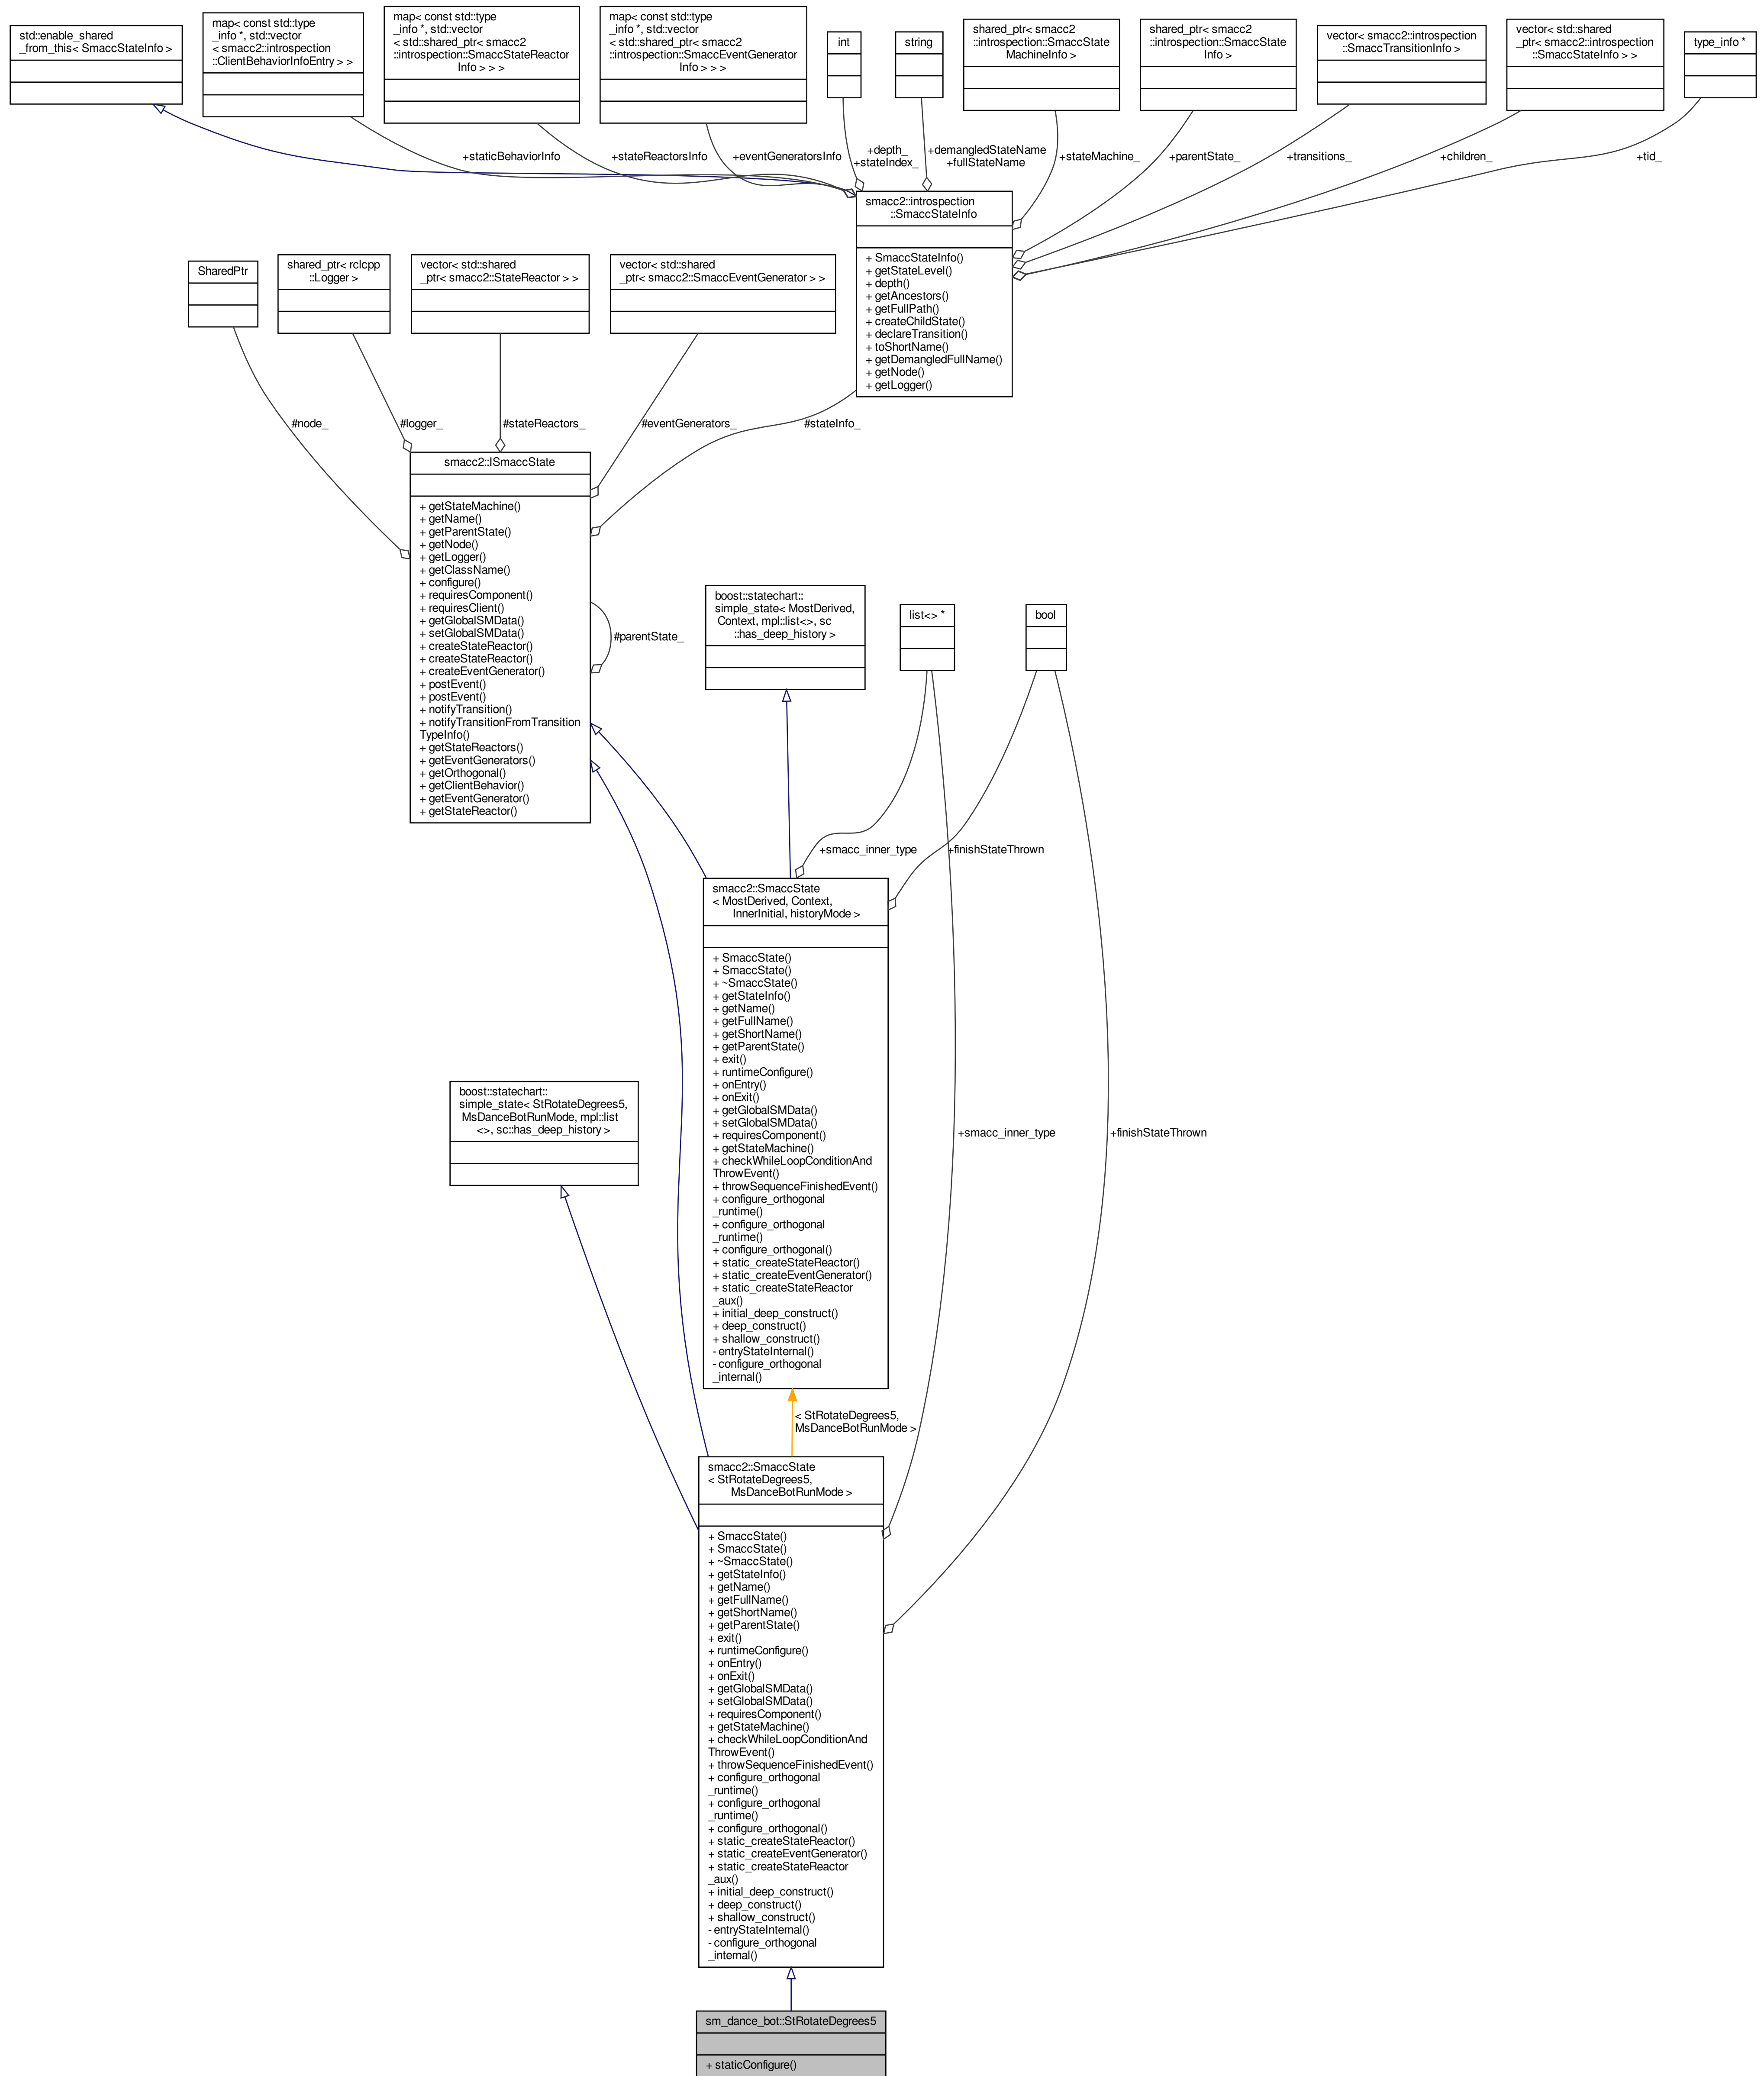 std::enable_shared
_from_this< SmaccStateInfo >
map< const std::type
_info *, std::vector
< smacc2::introspection
::ClientBehaviorInfoEntry > >
map< const std::type
_info *, std::vector
< std::shared_ptr< smacc2
::introspection::SmaccStateReactor
Info > > >
map< const std::type
_info *, std::vector
< std::shared_ptr< smacc2
::introspection::SmaccEventGenerator
Info > > >
int
string
shared_ptr< smacc2
::introspection::SmaccState
MachineInfo >
shared_ptr< smacc2
::introspection::SmaccState
Info >
vector< smacc2::introspection
::SmaccTransitionInfo >
vector< std::shared
_ptr< smacc2::introspection
::SmaccStateInfo > >
type_info *
+staticBehaviorInfo
+stateReactorsInfo
+eventGeneratorsInfo
+depth_
+stateIndex_
+demangledStateName
+fullStateName
+stateMachine_
+parentState_
+transitions_
+children_
+tid_
smacc2::introspection
::SmaccStateInfo
+ SmaccStateInfo()
+ getStateLevel()
+ depth()
+ getAncestors()
+ getFullPath()
+ createChildState()
+ declareTransition()
+ toShortName()
+ getDemangledFullName()
+ getNode()
+ getLogger()
SharedPtr
shared_ptr< rclcpp
::Logger >
vector< std::shared
_ptr< smacc2::StateReactor > >
vector< std::shared
_ptr< smacc2::SmaccEventGenerator > >
#node_
#logger_
#stateReactors_
#eventGenerators_
#stateInfo_
smacc2::ISmaccState
+ getStateMachine()
+ getName()
+ getParentState()
+ getNode()
+ getLogger()
+ getClassName()
+ configure()
+ requiresComponent()
+ requiresClient()
+ getGlobalSMData()
+ setGlobalSMData()
+ createStateReactor()
+ createStateReactor()
+ createEventGenerator()
+ postEvent()
+ postEvent()
+ notifyTransition()
+ notifyTransitionFromTransition
TypeInfo()
+ getStateReactors()
+ getEventGenerators()
+ getOrthogonal()
+ getClientBehavior()
+ getEventGenerator()
+ getStateReactor()
#parentState_
boost::statechart::
simple_state< MostDerived,
Context, mpl::list<>, sc
::has_deep_history >
list<> *
bool
+smacc_inner_type
+finishStateThrown
smacc2::SmaccState
< MostDerived, Context,
InnerInitial, historyMode >
+ SmaccState()
+ SmaccState()
+ ~SmaccState()
+ getStateInfo()
+ getName()
+ getFullName()
+ getShortName()
+ getParentState()
+ exit()
+ runtimeConfigure()
+ onEntry()
+ onExit()
+ getGlobalSMData()
+ setGlobalSMData()
+ requiresComponent()
+ getStateMachine()
+ checkWhileLoopConditionAnd
ThrowEvent()
+ throwSequenceFinishedEvent()
+ configure_orthogonal
_runtime()
+ configure_orthogonal
_runtime()
+ configure_orthogonal()
+ static_createStateReactor()
+ static_createEventGenerator()
+ static_createStateReactor
_aux()
+ initial_deep_construct()
+ deep_construct()
+ shallow_construct()
- entryStateInternal()
- configure_orthogonal
_internal()
boost::statechart::
simple_state< StRotateDegrees5,
MsDanceBotRunMode, mpl::list
<>, sc::has_deep_history >
+smacc_inner_type
+finishStateThrown
< StRotateDegrees5,
MsDanceBotRunMode >
smacc2::SmaccState
< StRotateDegrees5,
MsDanceBotRunMode >
+ SmaccState()
+ SmaccState()
+ ~SmaccState()
+ getStateInfo()
+ getName()
+ getFullName()
+ getShortName()
+ getParentState()
+ exit()
+ runtimeConfigure()
+ onEntry()
+ onExit()
+ getGlobalSMData()
+ setGlobalSMData()
+ requiresComponent()
+ getStateMachine()
+ checkWhileLoopConditionAnd
ThrowEvent()
+ throwSequenceFinishedEvent()
+ configure_orthogonal
_runtime()
+ configure_orthogonal
_runtime()
+ configure_orthogonal()
+ static_createStateReactor()
+ static_createEventGenerator()
+ static_createStateReactor
_aux()
+ initial_deep_construct()
+ deep_construct()
+ shallow_construct()
- entryStateInternal()
- configure_orthogonal
_internal()
sm_dance_bot::StRotateDegrees5
+ staticConfigure()